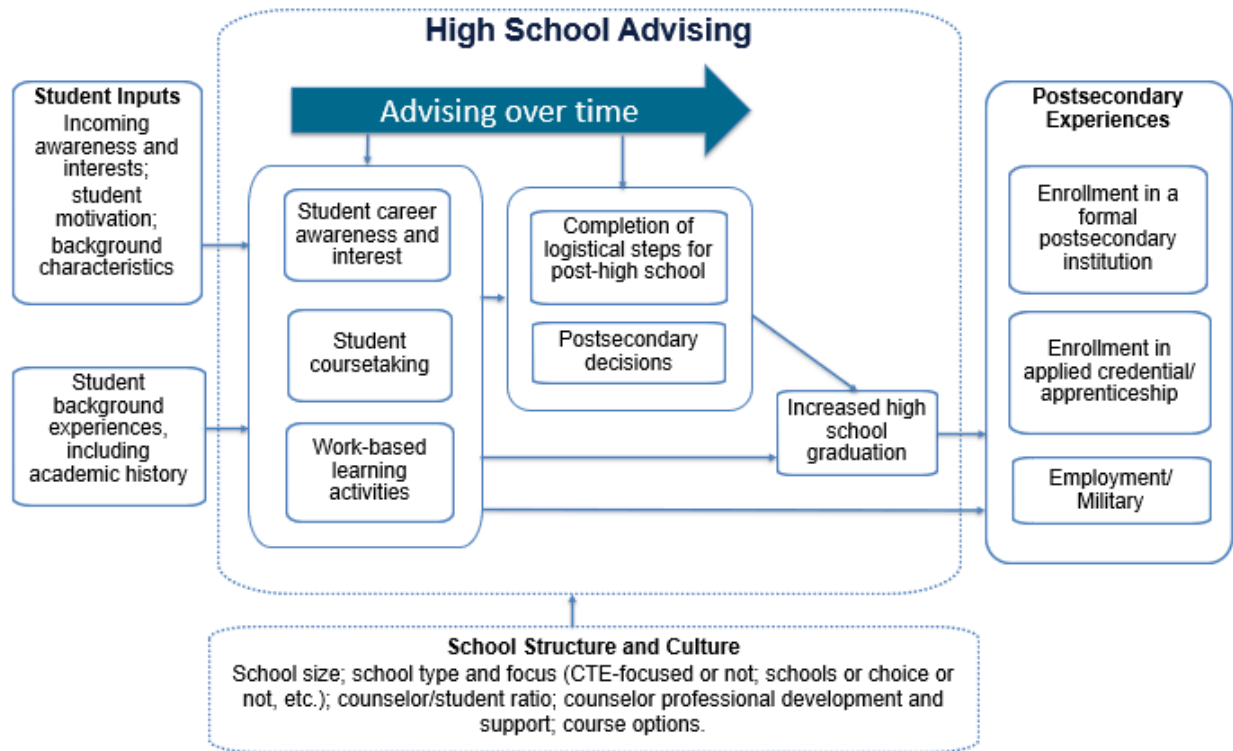 High School Advising
Student Inputs
Incoming
awareness and
interests;
student
motivation;
background
characteristics
Student
background
experiences,
including
academic history
Advising over time
Student career
awareness and
interest
Student
coursetaking
Work-based
learning
activities
Completion of
logistical steps for
post-high school
Postsecondary
decisions
Increased high
school
graduation
Postsecondary
Experiences
Enrollment in a
formal
postsecondary
institution
Enrollment in
applied credential/
apprenticeship
Employment/
Military
School Structure and Culture
School size; school type and focus (CTE-focused or not; schools or choice or
not, etc.); counselor/student ratio; counselor professional development and
support; course options.